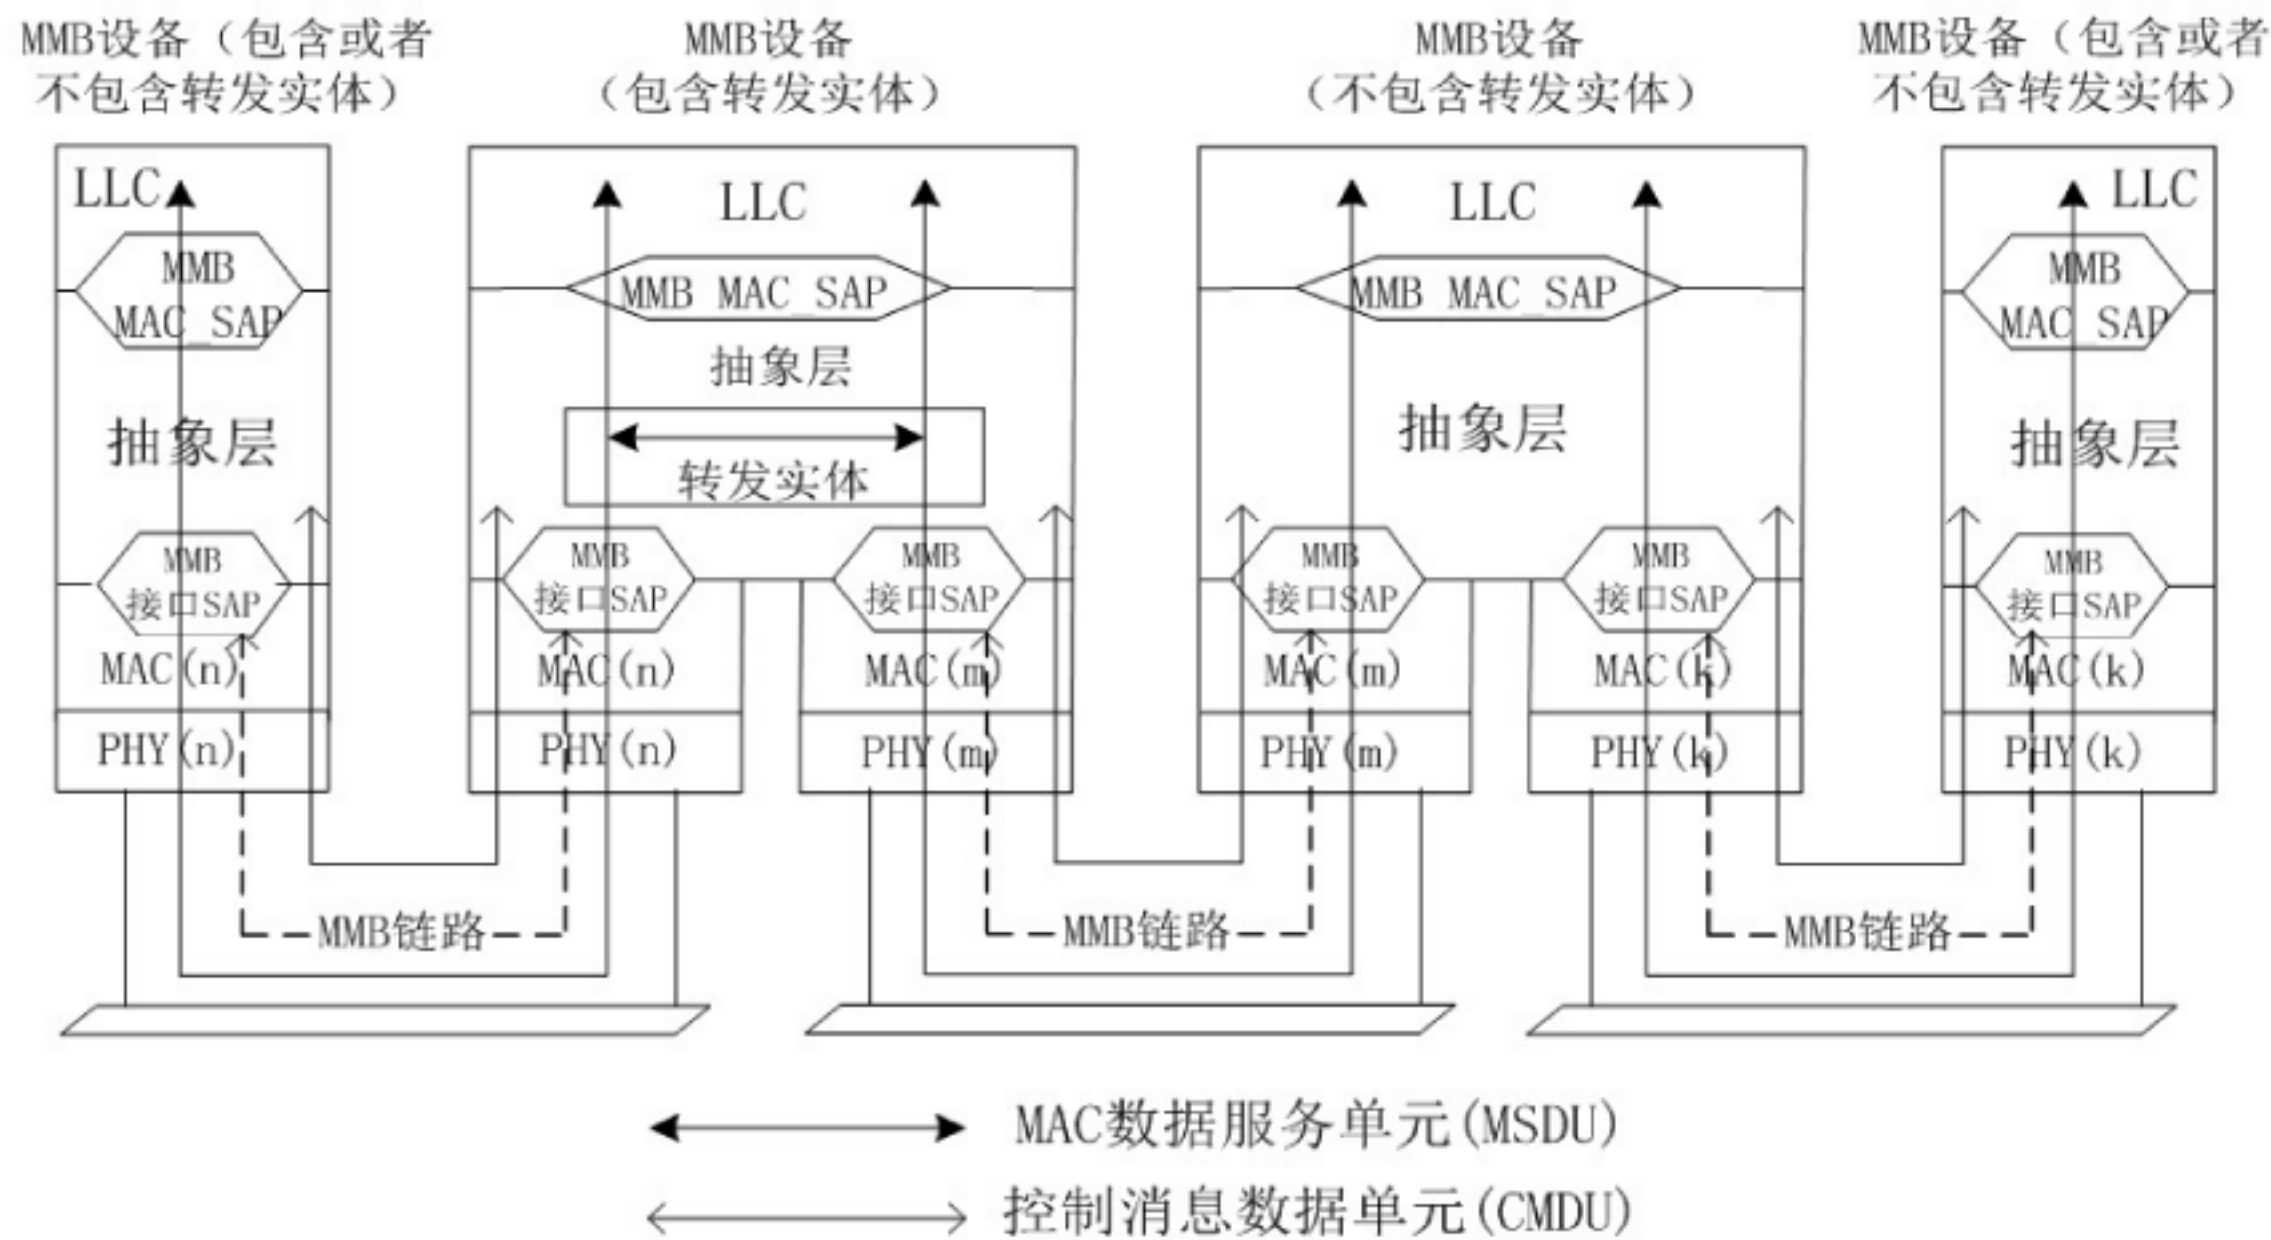 MMB设备（包含或者
不包含转发实体）
MMB设备
（包含转发实体）
MMB设备
（不包含转发实体）
MMB设备（包含或者
不包含转发实体）
LLC
MMB
MAC_SAP
抽象层
MMB
接口SAP
MAC(n)
PHY(n)
LLC
MMB MAC_SAP
抽象层
转发实体
MMB
接口SAP
MAC(n)
PHY(n)
MMB
接口SAP
MAC(m)
PHY(m)
LLC
MMB MAC_SAP
抽象层
MMB
接口SAP
MAC(m)
PHY(m)
MMB
接口SAP
MAC(k)
PHY(k)
LLC
MMB
MAC_SAP
抽象层
MMB
接口SAP
MAC(k)
PHY(k)
MMB链路
MMB链路
MMB链路
MAC数据服务单元(MSDU)
控制消息数据单元(CMDU)